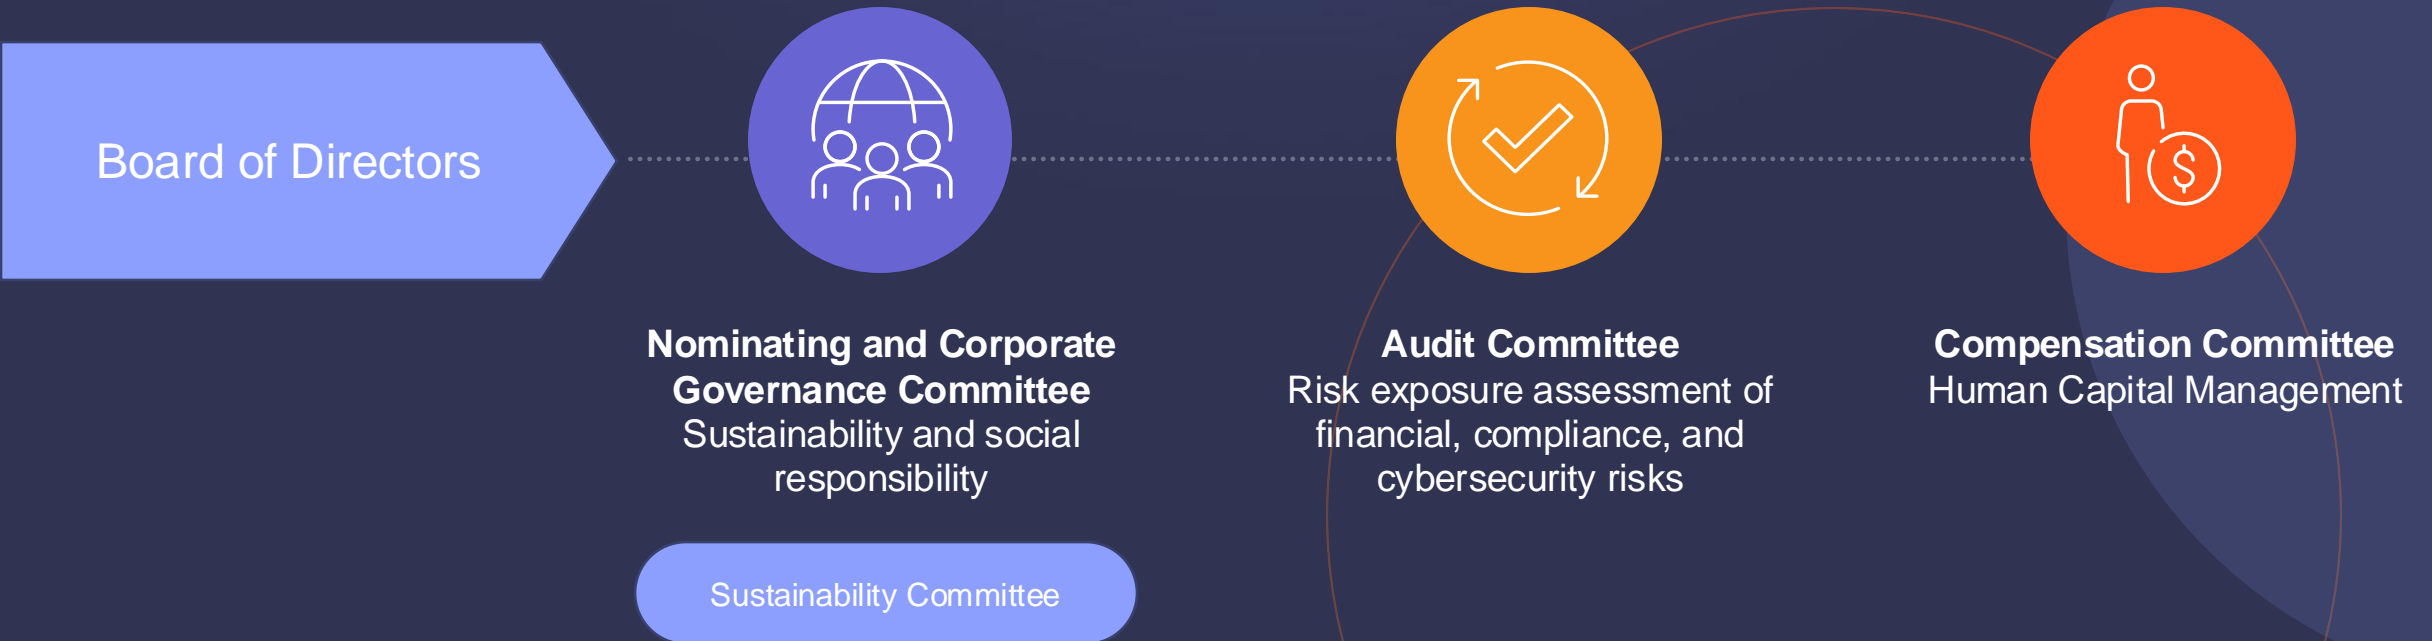 Board of Directors
Nominating and Corporate
Governance Committee
Sustainability and social
responsibility
Sustainability Committee
Audit Committee
Risk exposure assessment of
financial, compliance, and
cybersecurity risks
Compensation Committee
Human Capital Management